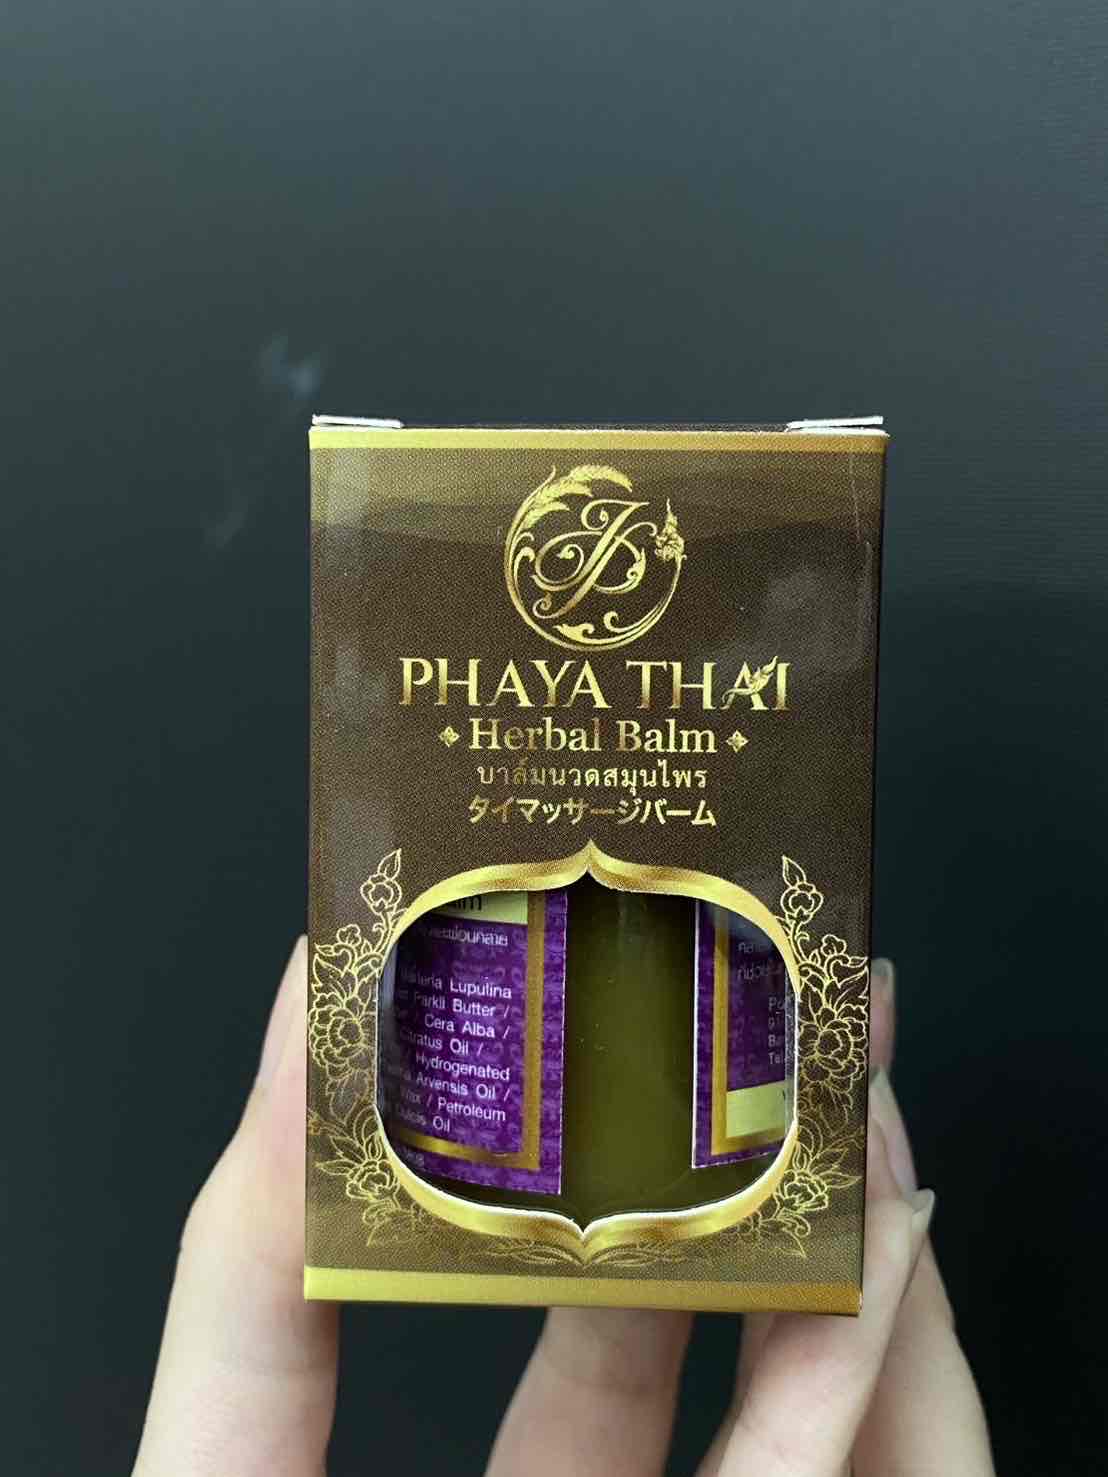 PHAYA THAI
Herbal Balm
บาล์มนวดสมุนไพร
タイマッサージバーム
Lupulina
Parkii Butter /
Cera Alba /
Oil /
Hydrogenated
Arvensis Oil /
/ Petroleum
Oil